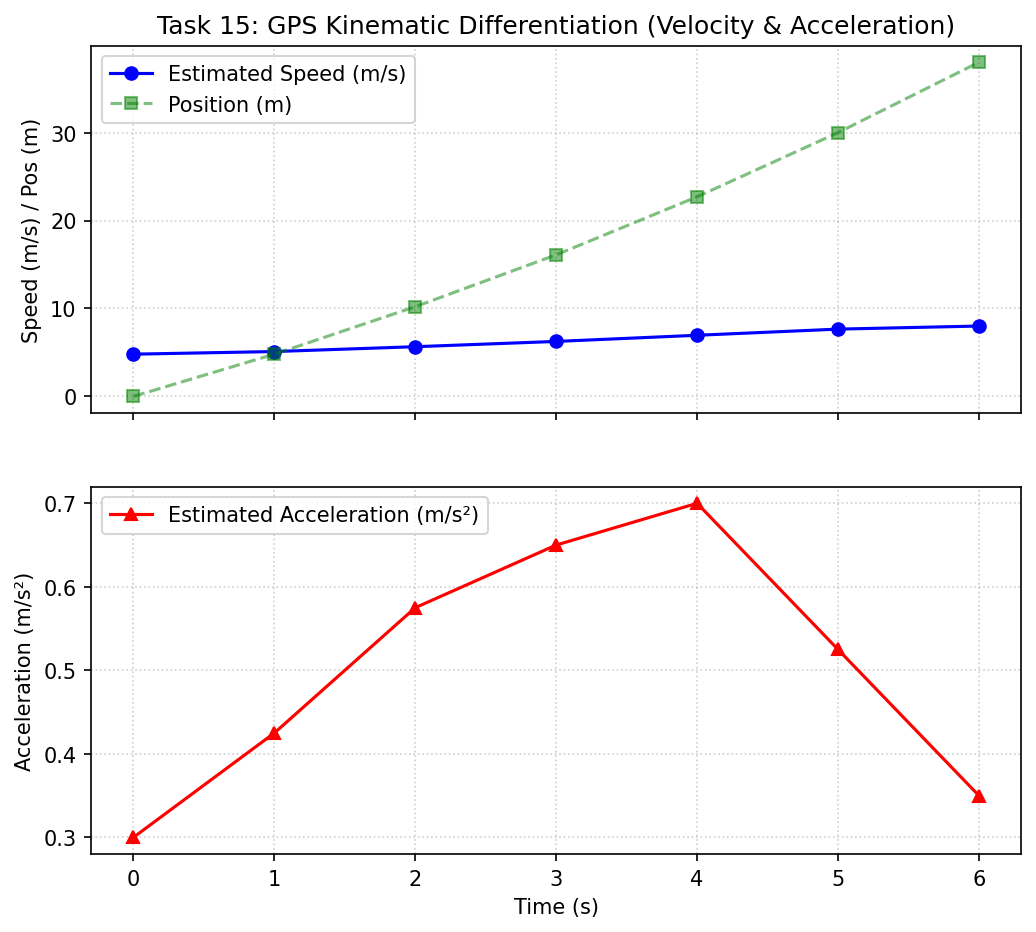 Task 15: GPS Kinematic Differentiation (Velocity & Acceleration)
Estimated Speed (m/s)
Position (m)
Speed (m/s) / Pos (m)
30
20
10
0
Estimated Acceleration (m/s²)
Acceleration (m/s²)
0.7
0.6
0.5
0.4
0.3
0 1 2 3 4 5 6
Time (s)